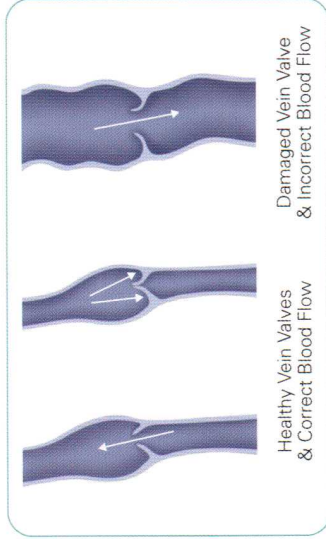 Healthy Vein Valves
& Correct Blood Flow
Damaged Vein Valve
& Incorrect Blood Flow